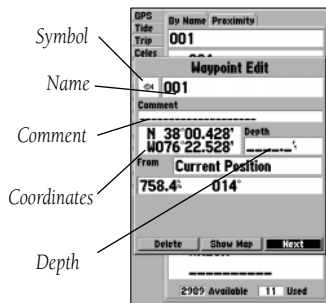 GPS By Name Proximity
Tide
Trip 001
Celes
Symbol
Name
Comment
Coordinates
Depth
Waypoint Edit
001
Comment
N 38°00.428'
W076°22.528'
Depth
From Current Position
758.4 014°
Delete Show Map Next
2989 Available 11 Used